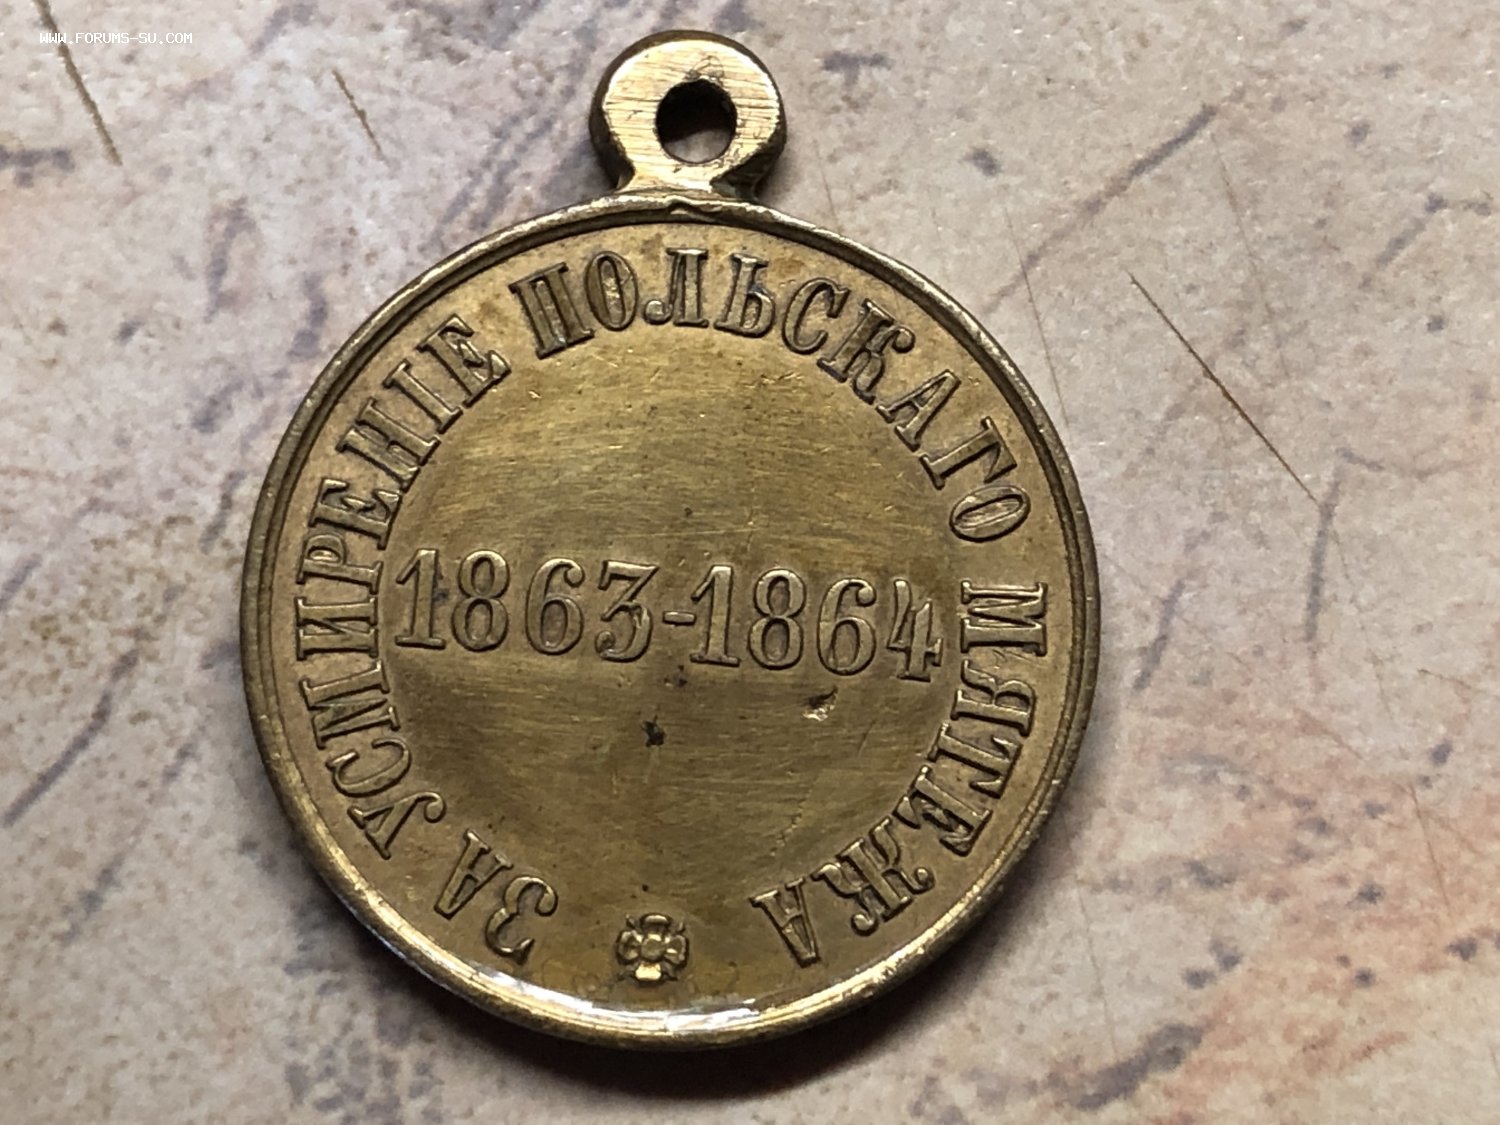 WWW.FORUMS-SU.COM
ЗА УСМИРЕНІЕ ПОЛЬСКАГО МЯТЕЖА
1863-1864